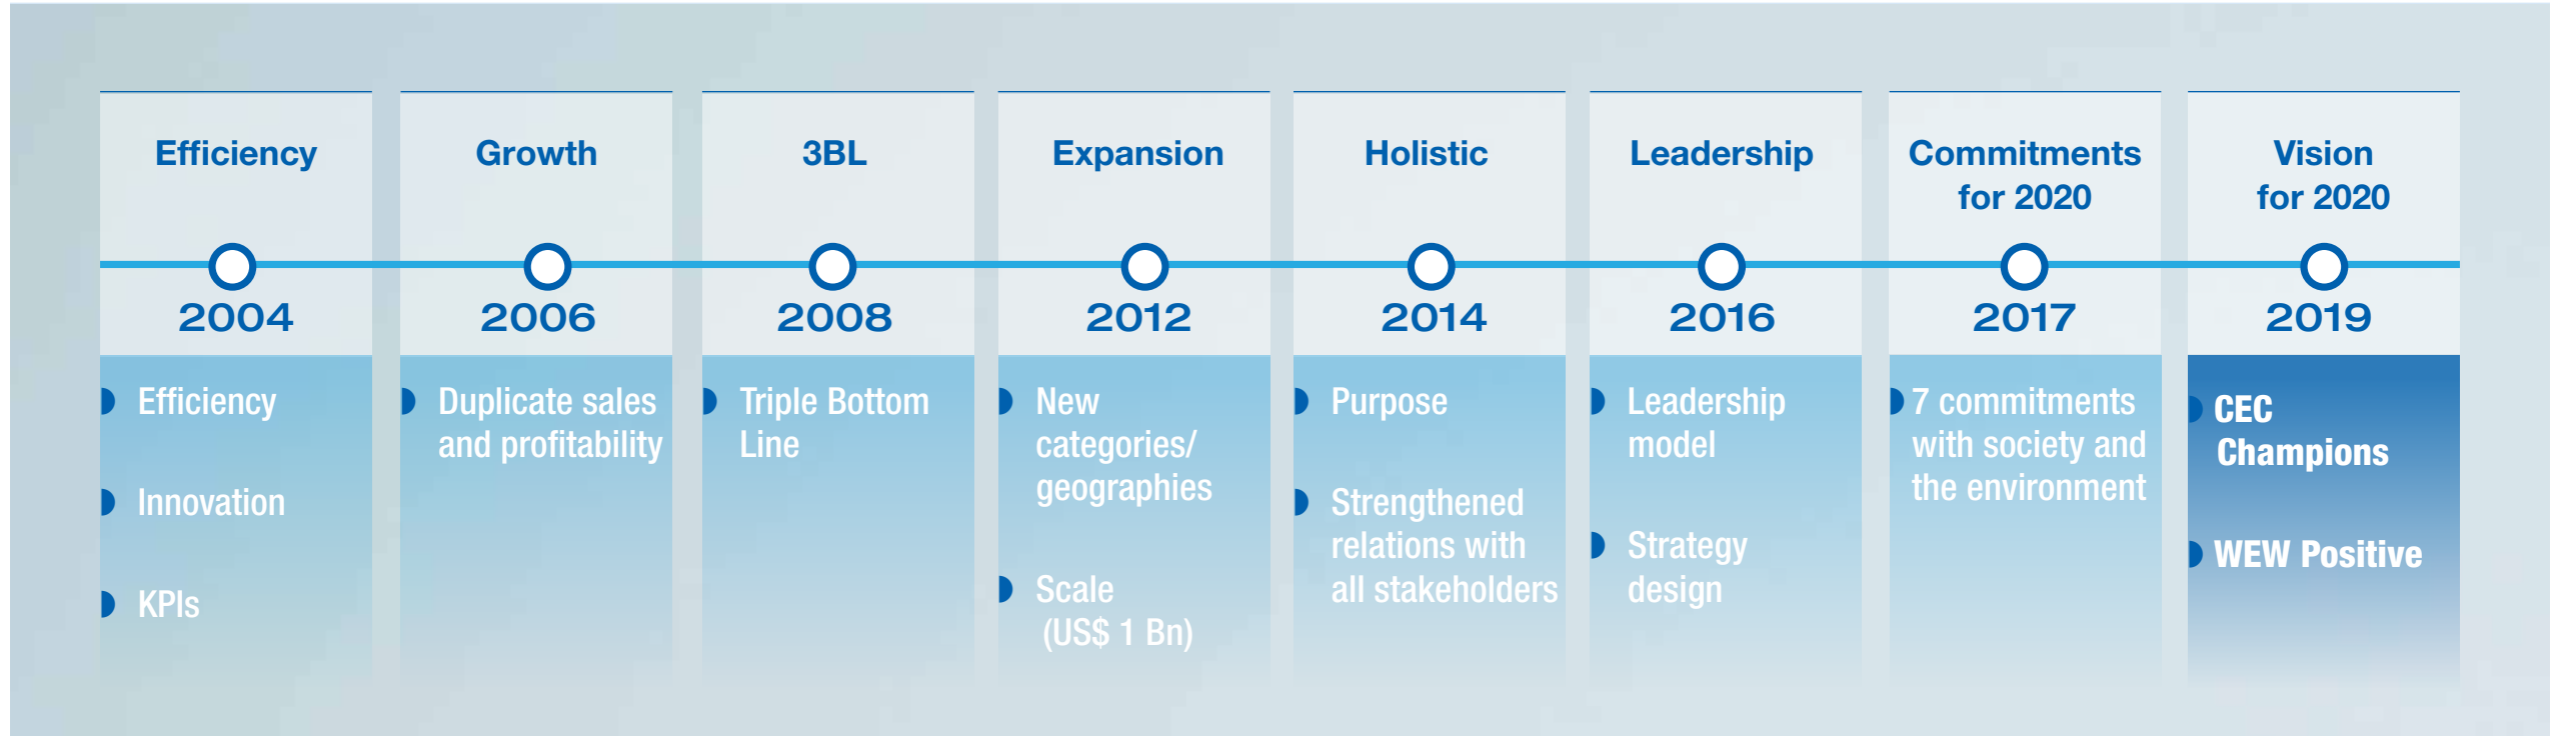 Efficiency
2004
Efficiency
Innovation
KPIs
Growth
2006
Duplicate sales
and profitability
3BL
2008
Triple Bottom
Line
Expansion
2012
New
categories/
geographies
Scale
(US$ 1 Bn)
Holistic
2014
Purpose
Strengthened
relations with
all stakeholders
Leadership
2016
Leadership
model
Strategy
design
Commitments
for 2020
2017
7 commitments
with society and
the environment
Vision
for 2020
2019
CEC
Champions
WEW Positive